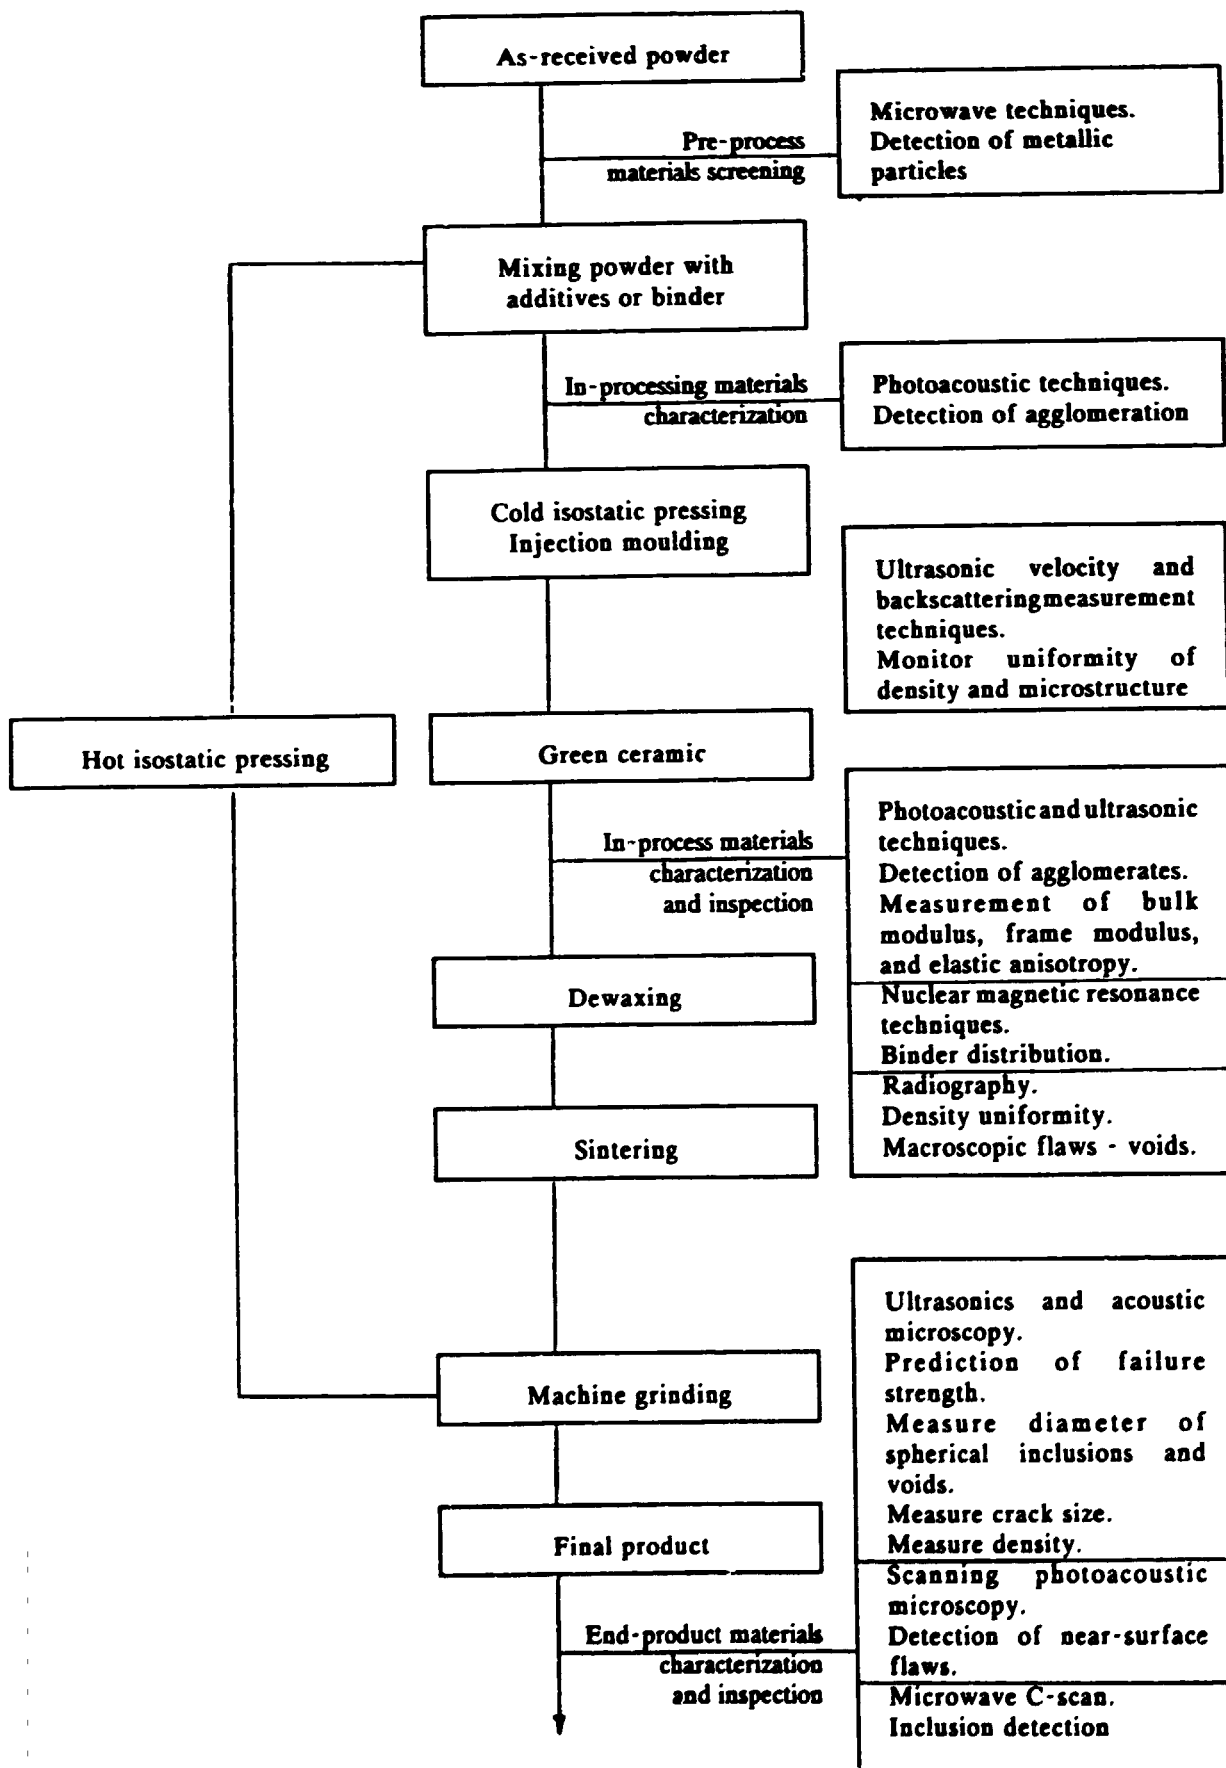 As-received powder
Microwave techniques.
Detection of metallic
particles
Pre-process
materials screening
Mixing powder with
additives or binder
In-processing materials
characterization
Photoacoustic techniques.
Detection of agglomeration
Cold isostatic pressing
Injection moulding
Ultrasonic velocity and
backscattering measurement
techniques.
Monitor uniformity of
density and microstructure
Hot isostatic pressing
Green ceramic
In-process materials
characterization
and inspection
Photoacoustic and ultrasonic
techniques.
Detection of agglomerates.
Measurement of bulk
modulus, frame modulus,
and elastic anisotropy.
Nuclear magnetic resonance
techniques.
Binder distribution.
Radiography.
Density uniformity.
Macroscopic flaws - voids.
Dewaxing
Sintering
Machine grinding
Ultrasonics and acoustic
microscopy.
Prediction of failure
strength.
Measure diameter of
spherical inclusions and
voids.
Measure crack size.
Measure density.
Final product
Scanning photoacoustic
microscopy.
Detection of near-surface
flaws.
End-product materials
characterization
and inspection
Microwave C-scan.
Inclusion detection